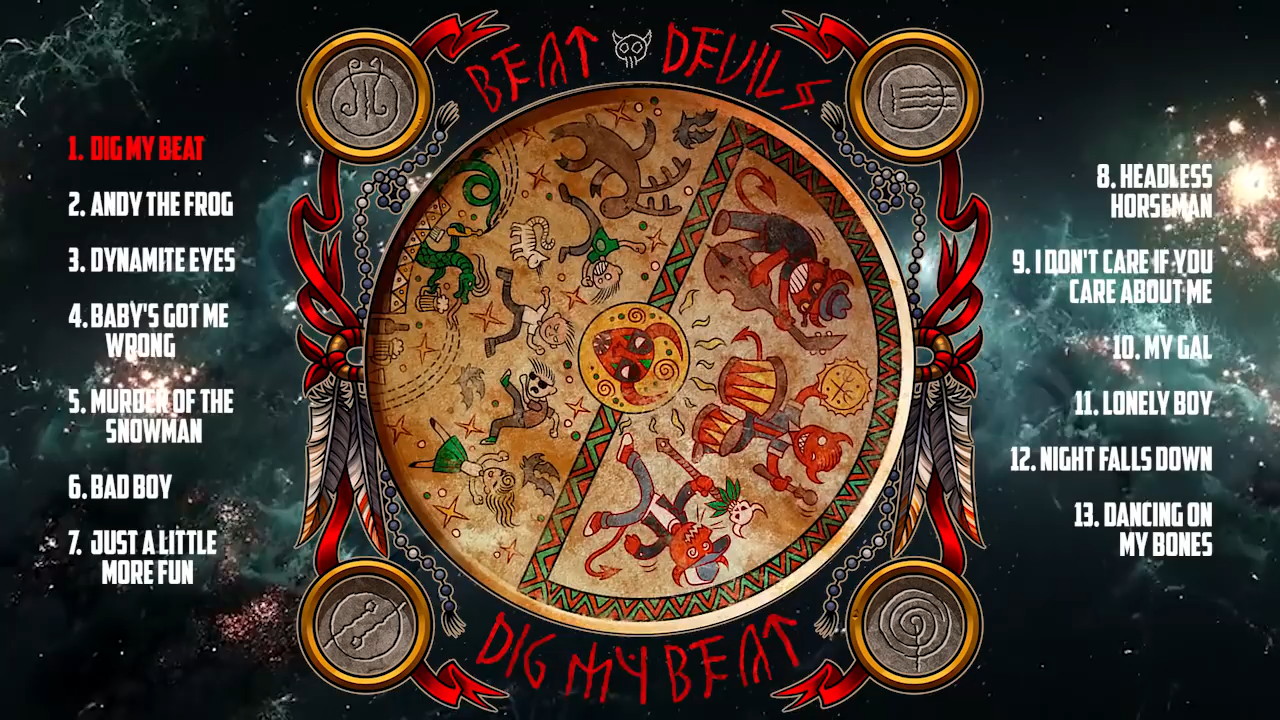 BEAT DEVILS
1. DIG MY BEAT
2. ANDY THE FROG
3. DYNAMITE EYES
4. BABY'S GOT ME
WRONG
5. MURDER OF THE
SNOWMAN
6. BAD BOY
7. JUST A LITTLE
MORE FUN
8. HEADLESS
HORSEMAN
9. I DON'T CARE IF YOU
CARE ABOUT ME
10. MY GAL
11. LONELY BOY
12. NIGHT FALLS DOWN
13. DANCING ON
MY BONES
DIG MY BEAT